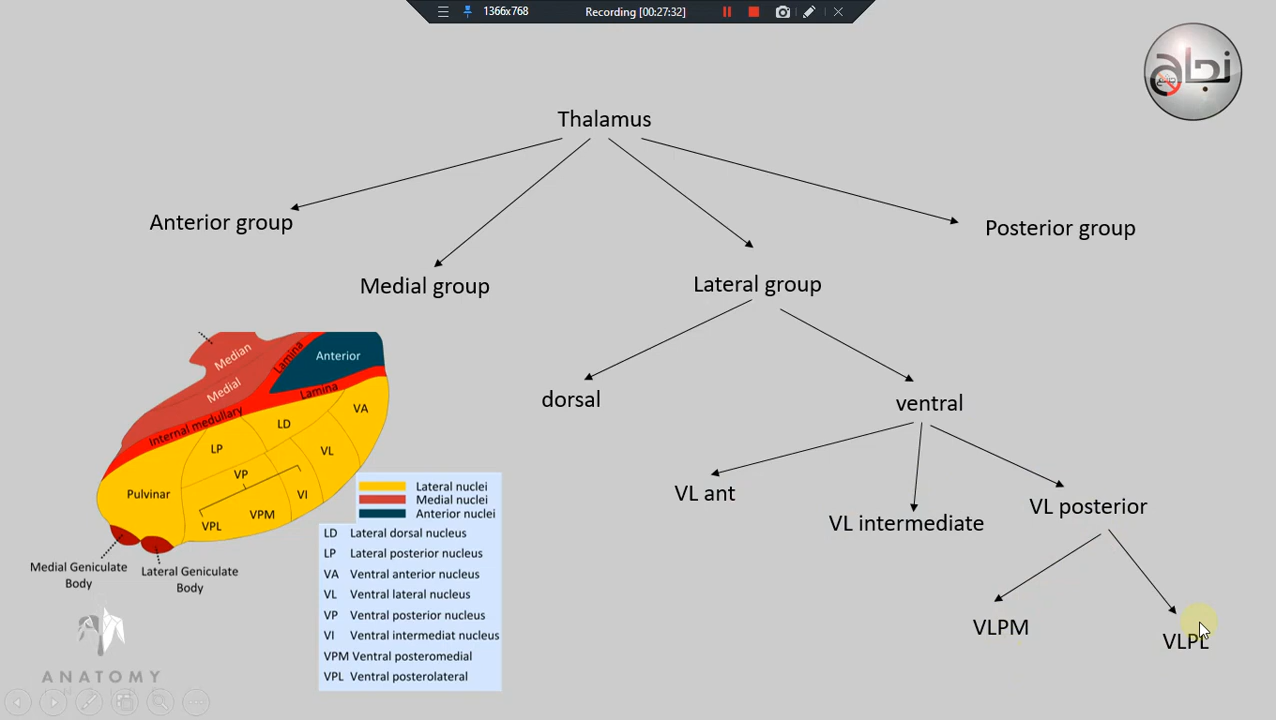 1366x768
Recording [00:27:32]
نجاح
Thalamus
Anterior group
Posterior group
Medial group
Lateral group
dorsal
ventral
VL ant
VL intermediate
VL posterior
VLPM
VLPL
Median
Medial
Lamina
Anterior
Internal medullary
Lamina
VA
LD
LP
VL
VP
VI
Pulvinar
VPL
VPM
Medial Geniculate
Body
Lateral Geniculate
Body
Lateral nuclei
Medial nuclei
Anterior nuclei
LD Lateral dorsal nucleus
LP Lateral posterior nucleus
VA Ventral anterior nucleus
VL Ventral lateral nucleus
VP Ventral posterior nucleus
VI Ventral intermediat nucleus
VPM Ventral posteromedial
VPL Ventral posterolateral
ANATOMY